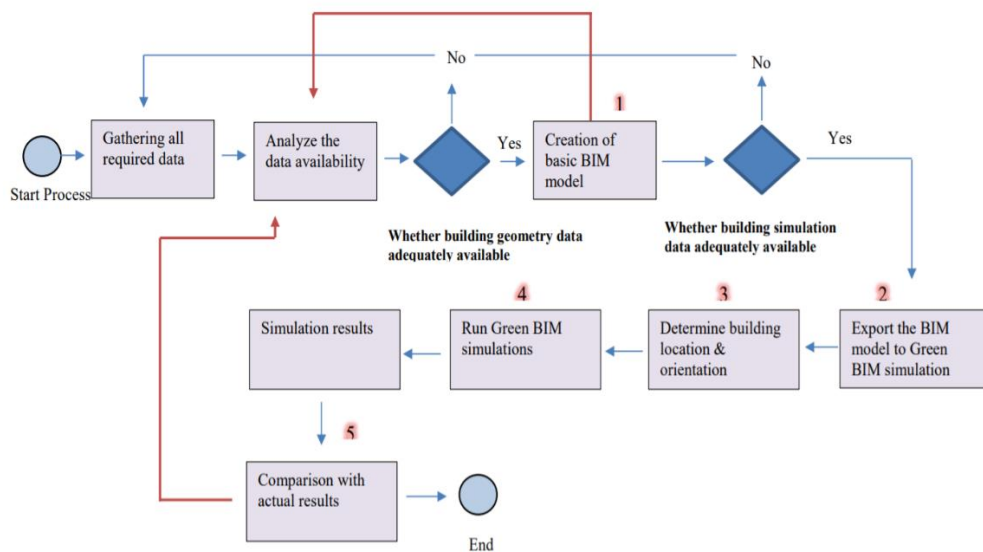 No
No
1
Gathering all
required data
Analyze the
data availability
Yes
Creation of
basic BIM
model
Yes
Start Process
Whether building geometry data
adequately available
Whether building simulation
data adequately available
4
3
2
Simulation results
Run Green BIM
simulations
Determine building
location &
orientation
Export the BIM
model to Green
BIM simulation
5
Comparison with
actual results
End